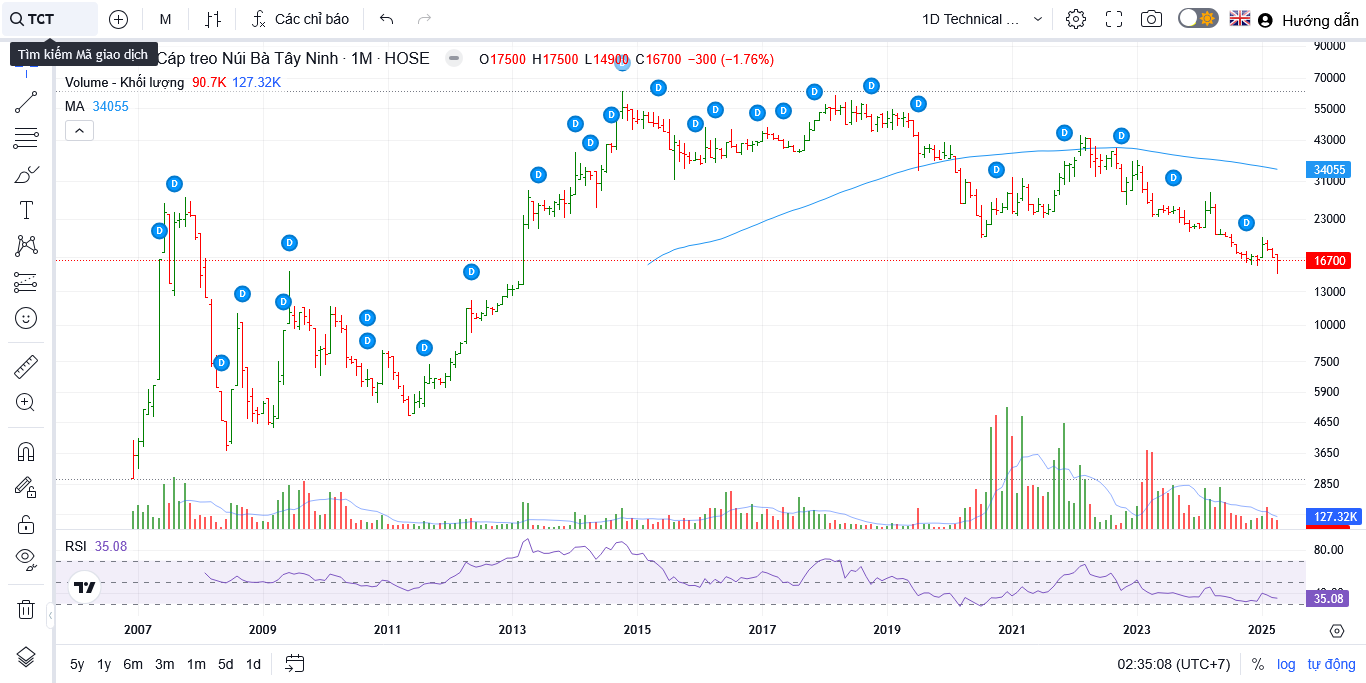 TCT
M
Các chỉ báo
1D Technical ...
Hướng dẫn
Tìm kiếm Mã giao dịch
Cáp treo Núi Bà Tây Ninh · 1M · HOSE
O17500 H17500 L14900 C16700 −300 (−1.76%)
Volume - Khối lượng 90.7K 127.32K
MA 34055
90000
70000
55000
43000
34055
31000
23000
16700
13000
10000
7500
5900
4650
3650
2850
127.32K
D D D D D D D D D D D D D D D D D D D D D D D D D D D D D
RSI 35.08
80.00
35.08
2007 2009 2011 2013 2015 2017 2019 2021 2023 2025
5y 1y 6m 3m 1m 5d 1d
02:35:08 (UTC+7) % log tự động